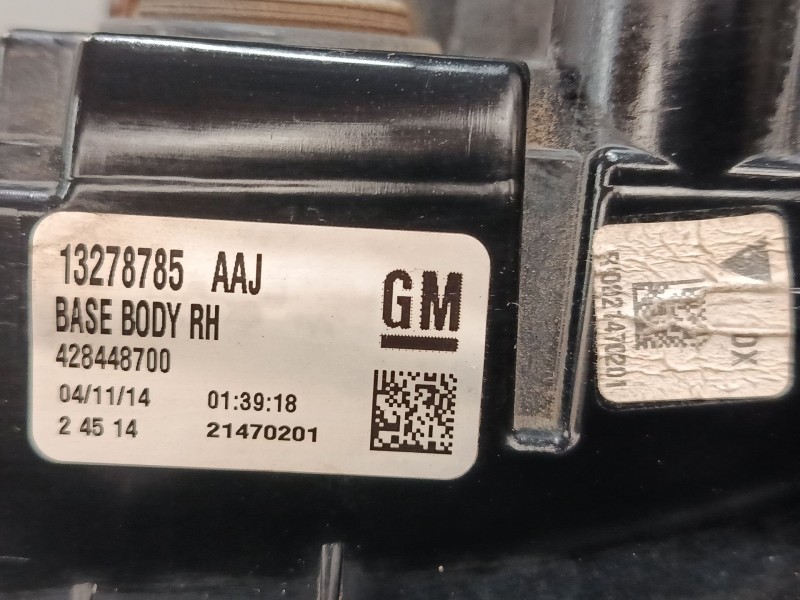 13278785 AAJ
BASE BODY RH
428448700
04/11/14 01:39:18
2 45 14 21470201
GM
DX